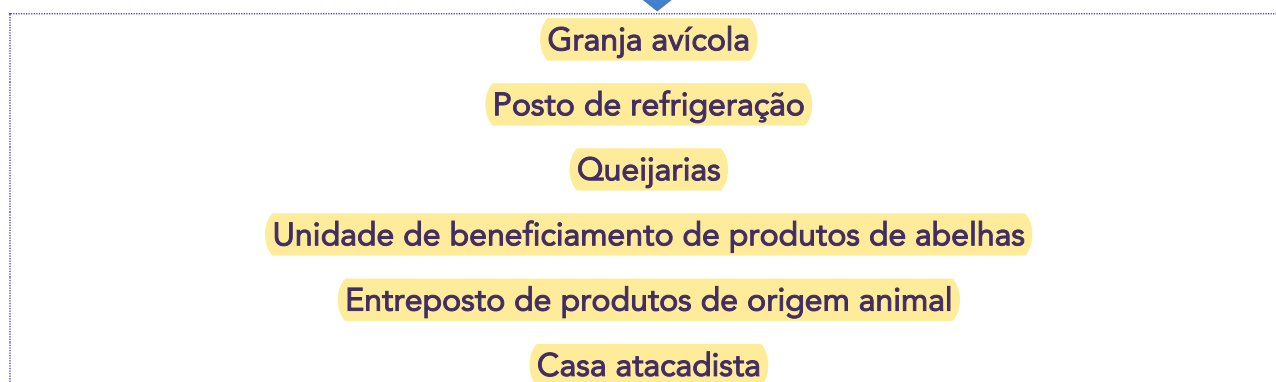 Granja avícola
Posto de refrigeração
Queijarias
Unidade de beneficiamento de produtos de abelhas
Entreposto de produtos de origem animal
Casa atacadista